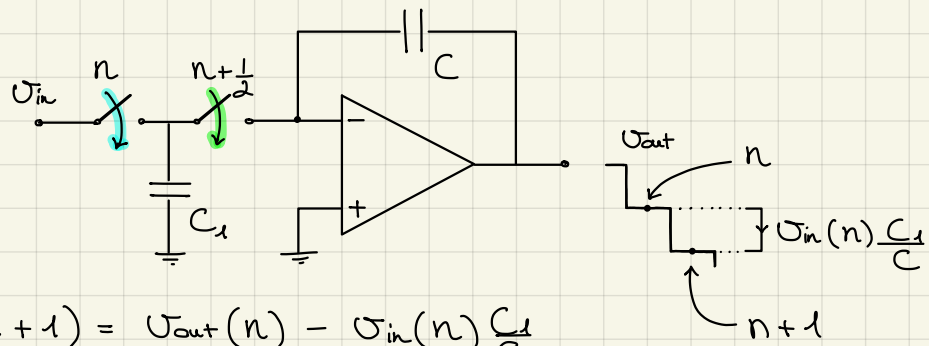 C
n
n+1/2
Vin
C1
−
+
Vout
n
Vin(n) C1/C
n+1
+1) = Vout(n) − Vin(n) C1